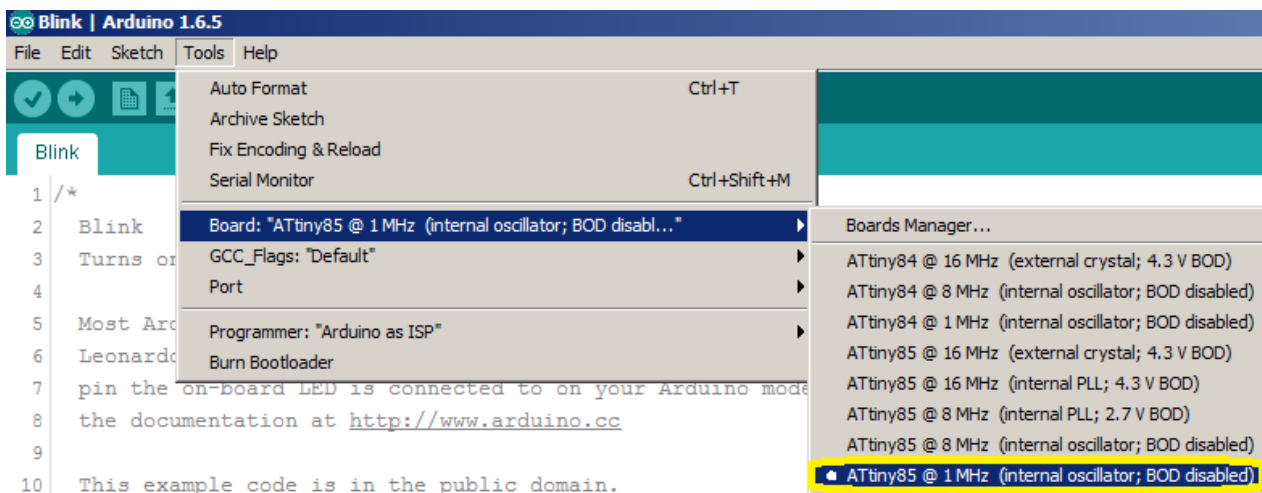 Blink | Arduino 1.6.5
File Edit Sketch Tools Help
Auto Format Ctrl+T
Archive Sketch
Fix Encoding & Reload
Serial Monitor Ctrl+Shift+M
Board: "ATtiny85 @ 1 MHz (internal oscillator; BOD disabl..."
GCC_Flags: "Default"
Port
Programmer: "Arduino as ISP"
Burn Bootloader
Boards Manager...
ATtiny84 @ 16 MHz (external crystal; 4.3 V BOD)
ATtiny84 @ 8 MHz (internal oscillator; BOD disabled)
ATtiny84 @ 1 MHz (internal oscillator; BOD disabled)
ATtiny85 @ 16 MHz (external crystal; 4.3 V BOD)
ATtiny85 @ 16 MHz (internal PLL; 4.3 V BOD)
ATtiny85 @ 8 MHz (internal PLL; 2.7 V BOD)
ATtiny85 @ 8 MHz (internal oscillator; BOD disabled)
ATtiny85 @ 1 MHz (internal oscillator; BOD disabled)
Blink
1 /*
2 Blink
3 Turns on
4
5 Most Ard
6 Leonardo
7 pin the on-board LED is connected to on your Arduino mode
8 the documentation at http://www.arduino.cc
9
10 This example code is in the public domain.